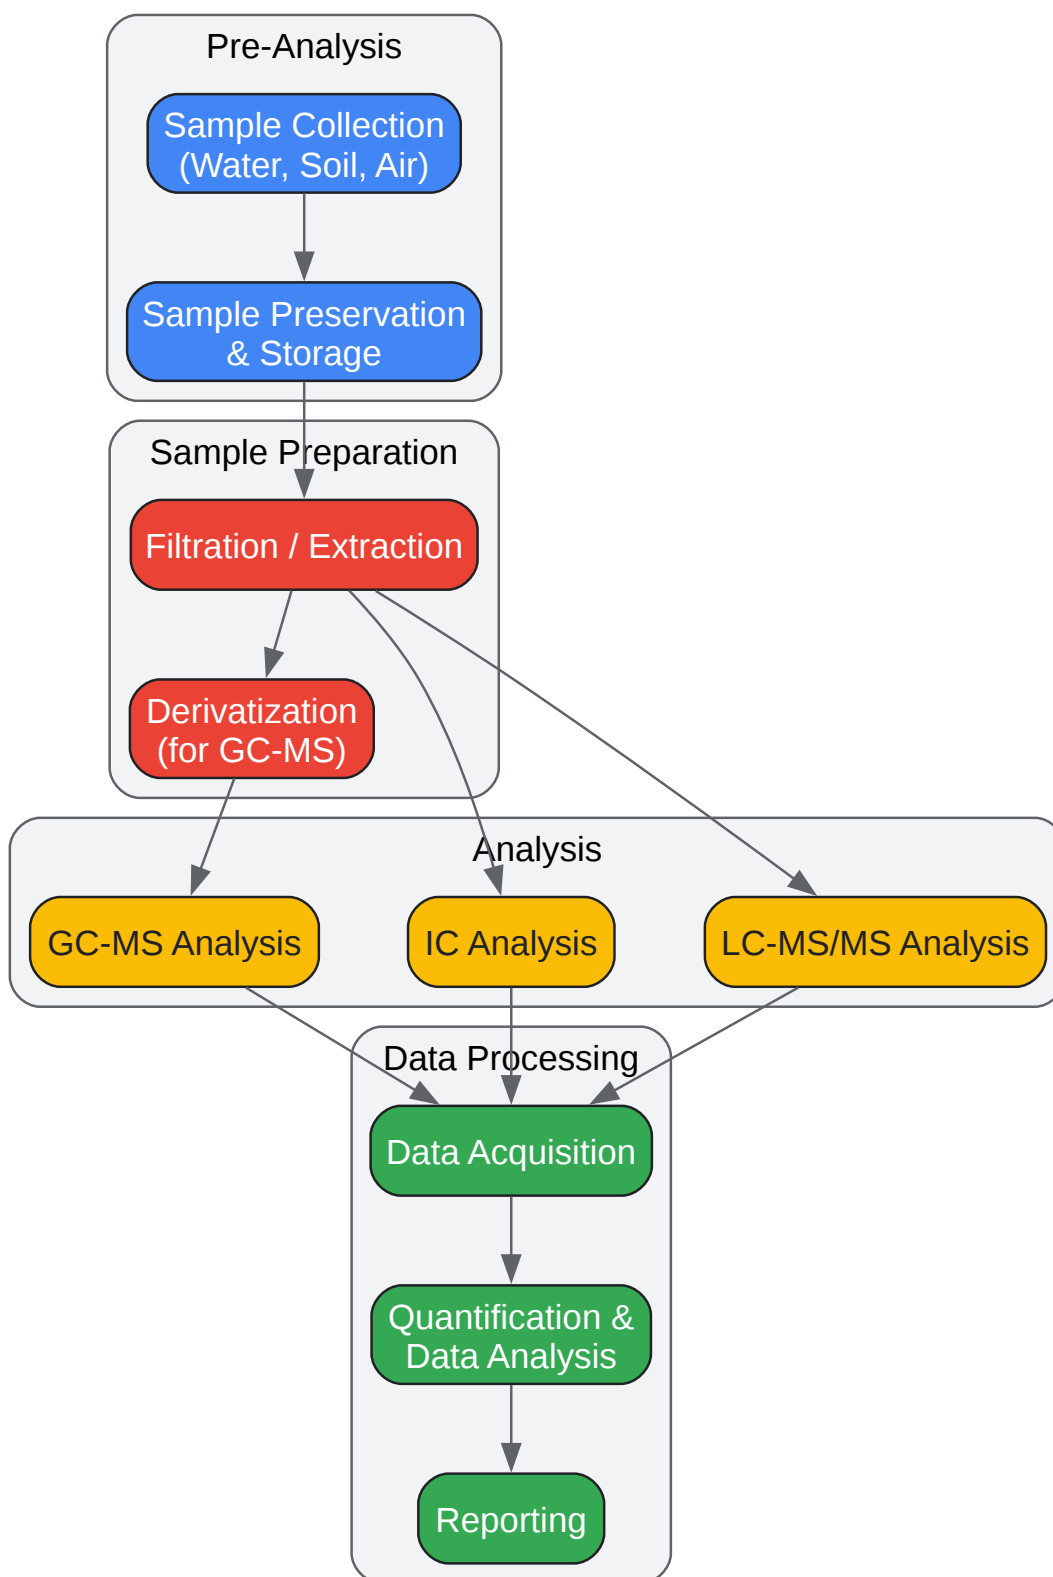 Pre-Analysis
Sample Collection
(Water, Soil, Air)
Sample Preservation
& Storage
Sample Preparation
Filtration / Extraction
Derivatization
(for GC-MS)
Analysis
GC-MS Analysis
IC Analysis
LC-MS/MS Analysis
Data Processing
Data Acquisition
Quantification &
Data Analysis
Reporting